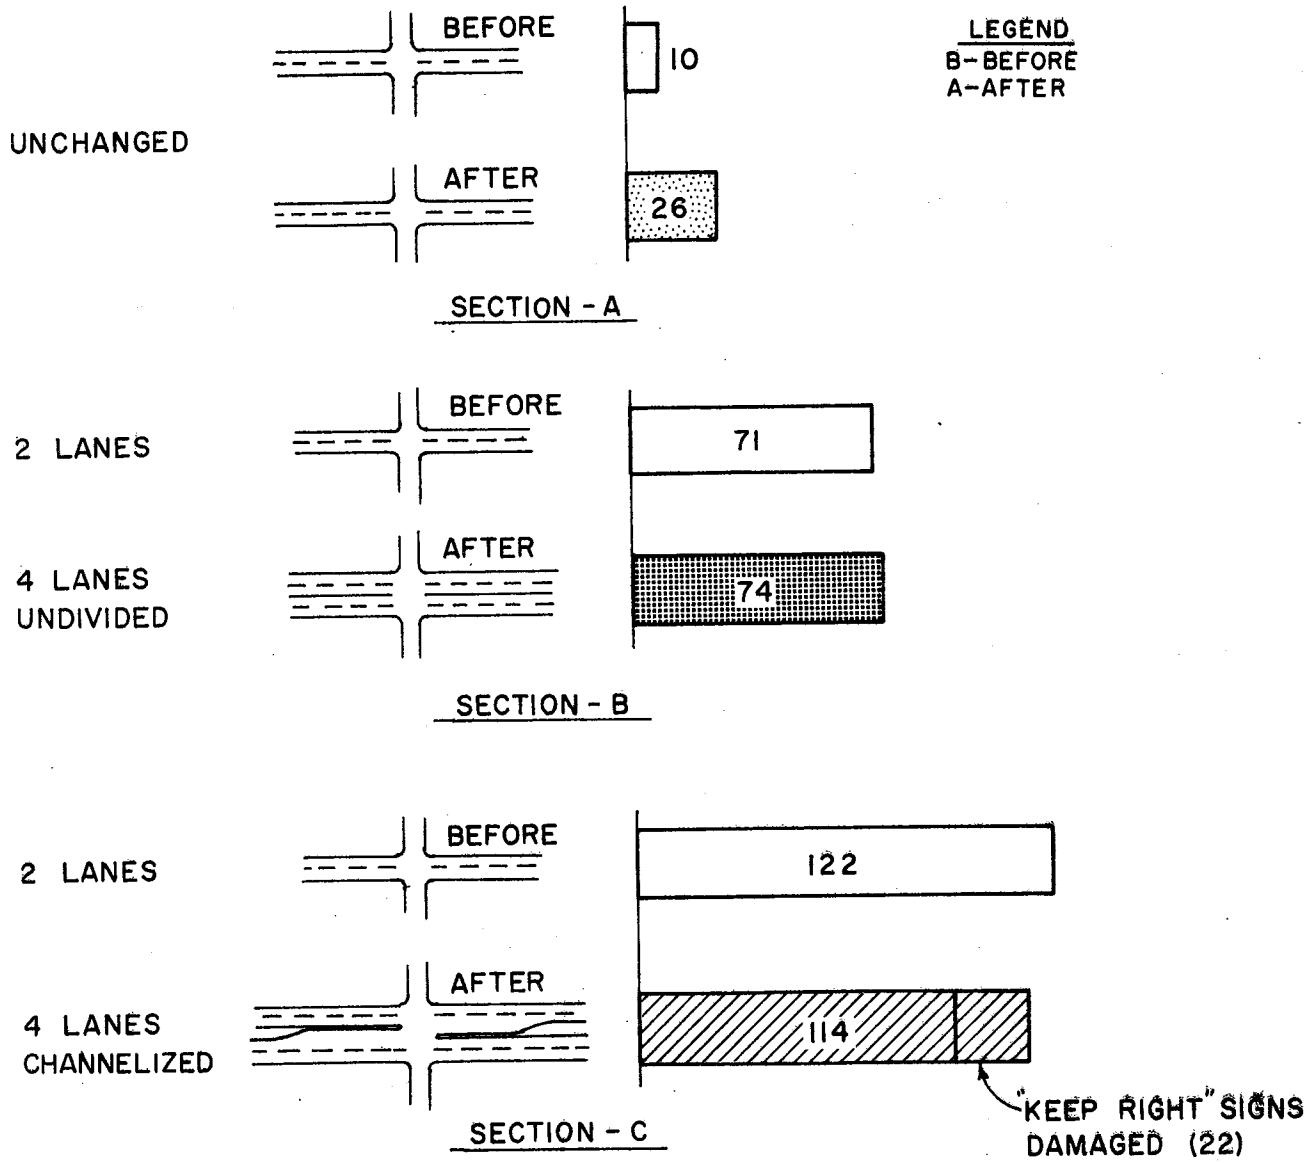 BEFORE
10
LEGEND
B-BEFORE
A-AFTER
UNCHANGED
AFTER
26
SECTION - A
BEFORE
2 LANES
71
AFTER
4 LANES
UNDIVIDED
74
SECTION - B
BEFORE
2 LANES
122
AFTER
4 LANES
CHANNELIZED
114
"KEEP RIGHT" SIGNS
DAMAGED (22)
SECTION - C